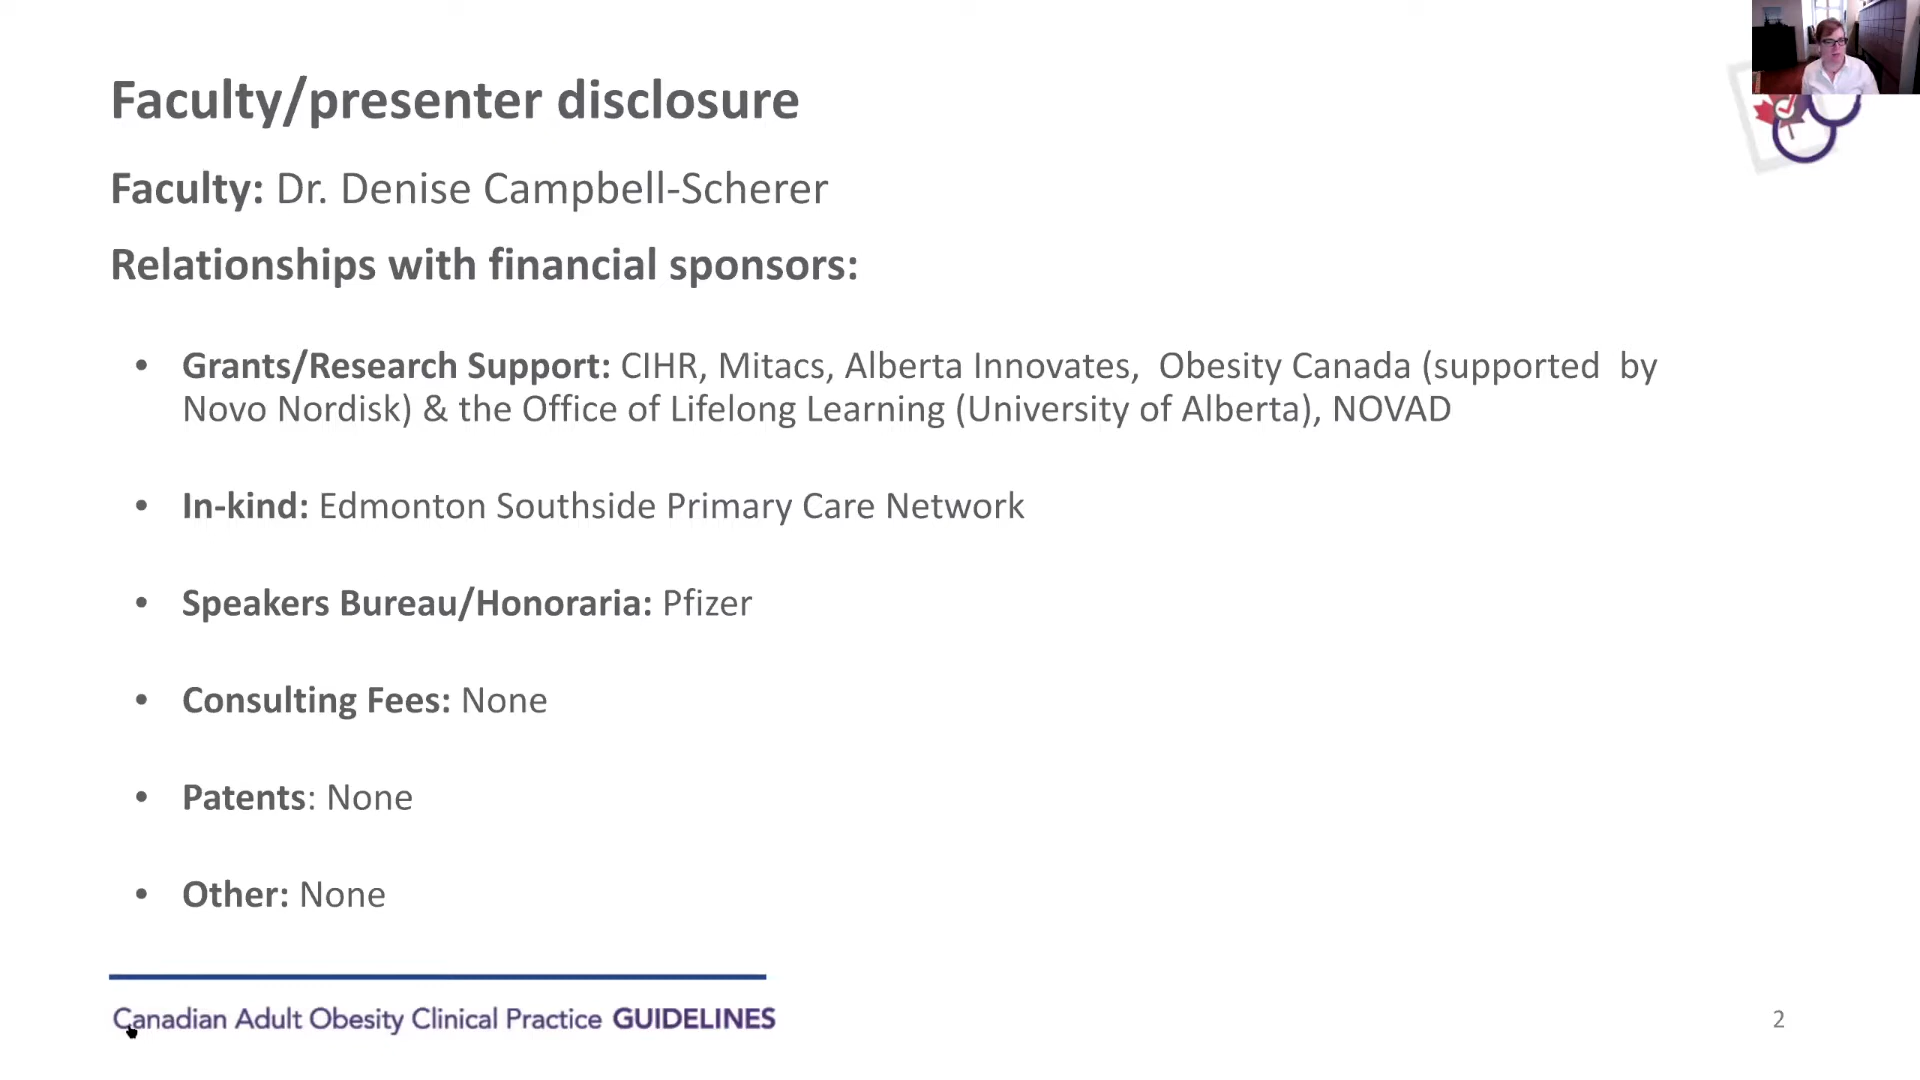 Faculty/presenter disclosure
Faculty: Dr. Denise Campbell-Scherer
Relationships with financial sponsors:
• Grants/Research Support: CIHR, Mitacs, Alberta Innovates,  Obesity Canada (supported  by
Novo Nordisk) & the Office of Lifelong Learning (University of Alberta), NOVAD
• In-kind: Edmonton Southside Primary Care Network
• Speakers Bureau/Honoraria: Pfizer
• Consulting Fees: None
• Patents: None
• Other: None
Canadian Adult Obesity Clinical Practice GUIDELINES
2